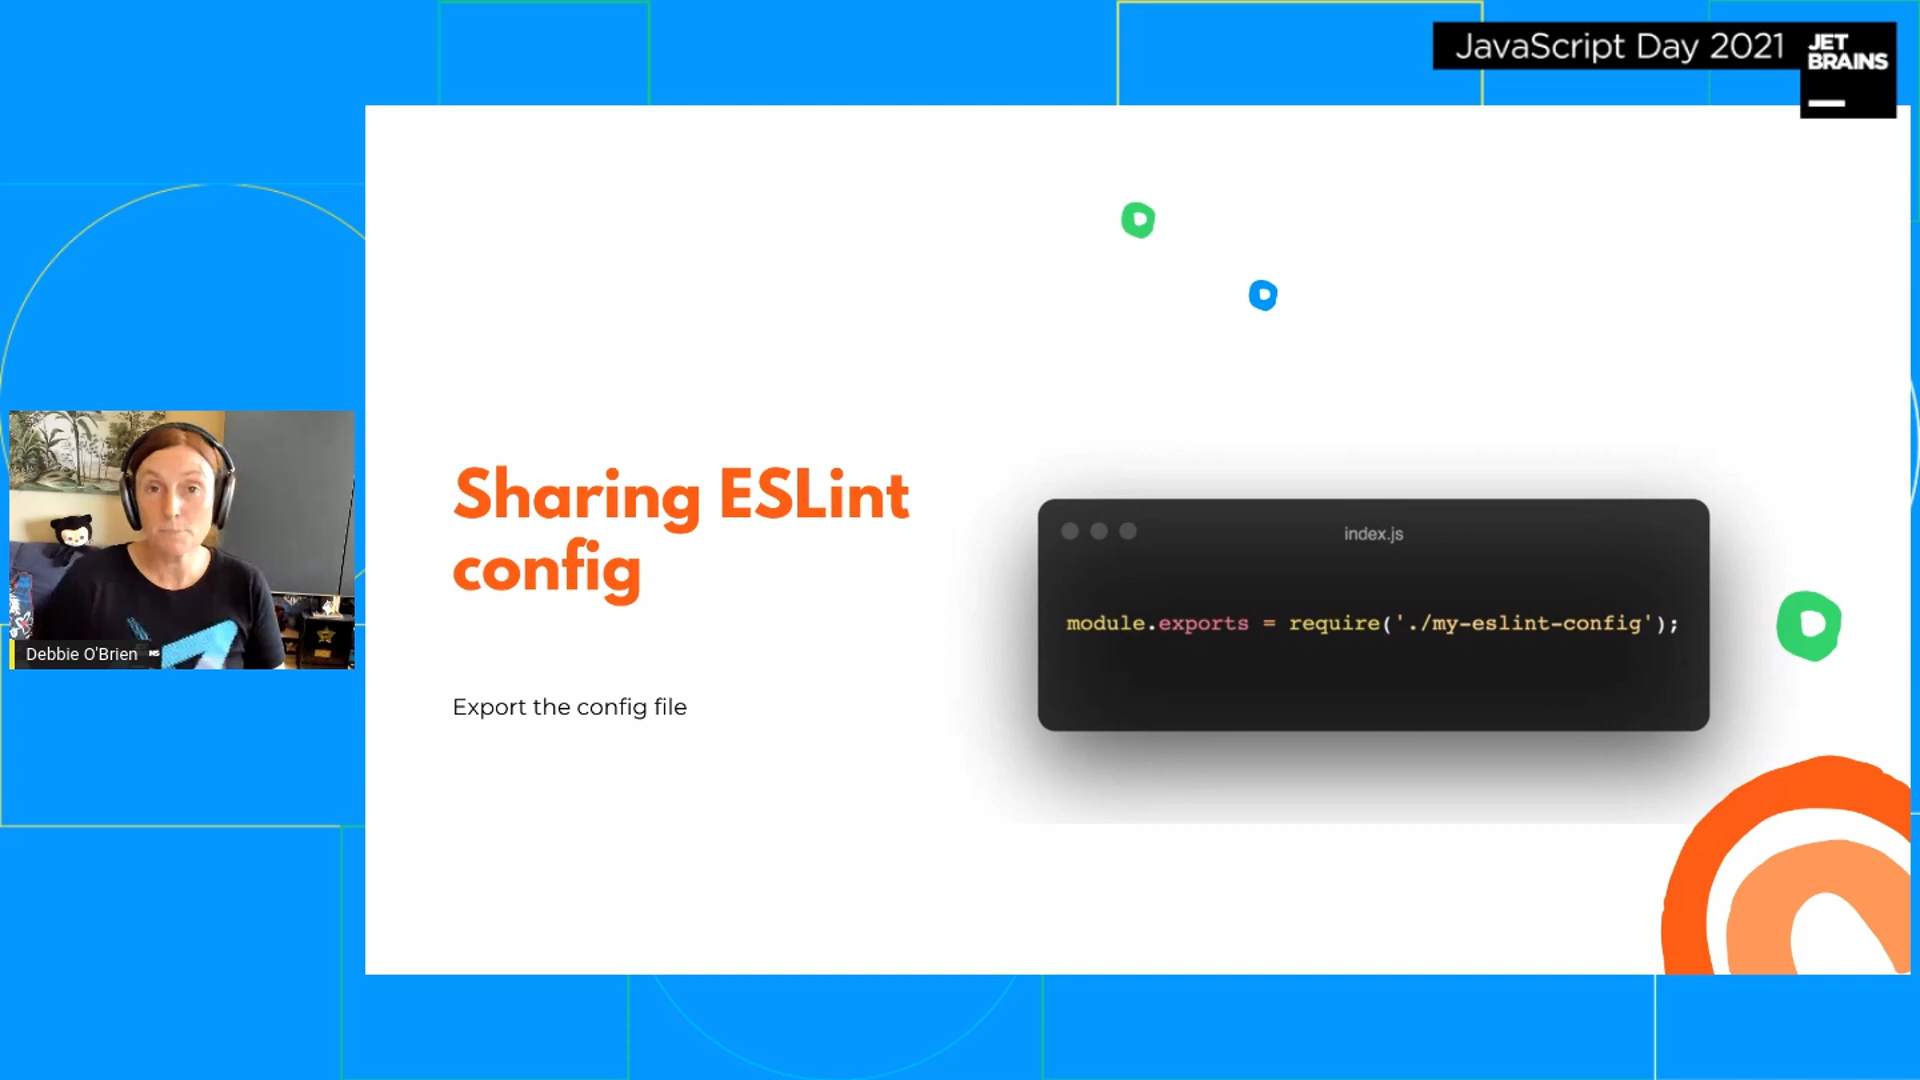 JavaScript Day 2021
JET
BRAINS
Sharing ESLint
config
Export the config file
index.js
module.exports = require('./my-eslint-config');
Debbie O'Brien